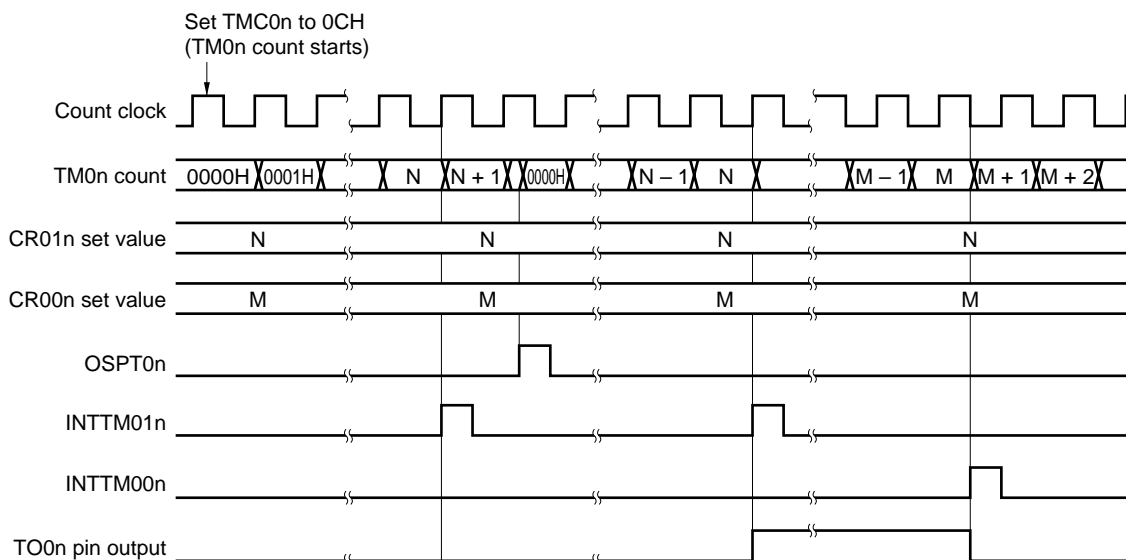 Set TMC0n to 0CH
(TM0n count starts)
Count clock
TM0n count 0000H 0001H N N + 1 0000H N – 1 N M – 1 M M + 1 M + 2
CR01n set value N N N N
CR00n set value M M M M
OSPT0n
INTTM01n
INTTM00n
TO0n pin output